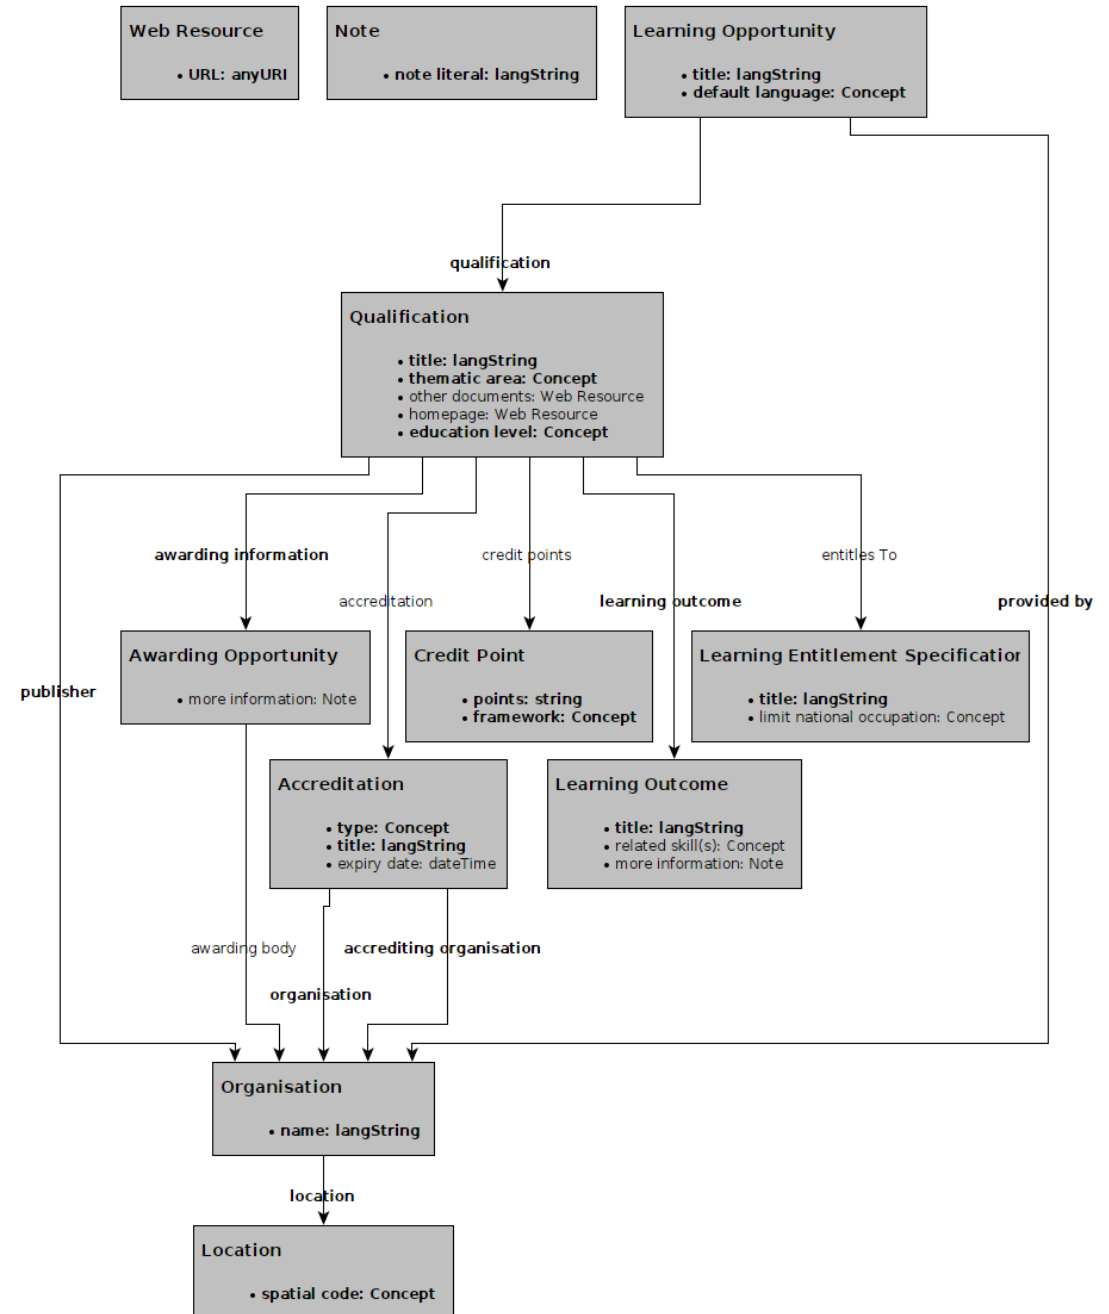 Web Resource
• URL: anyURI
Note
• note literal: langString
Learning Opportunity
• title: langString
• default language: Concept
qualification
Qualification
• title: langString
• thematic area: Concept
• other documents: Web Resource
• homepage: Web Resource
• education level: Concept
awarding information
credit points
entitles To
accreditation
learning outcome
provided by
Awarding Opportunity
• more information: Note
Credit Point
• points: string
• framework: Concept
Learning Entitlement Specification
• title: langString
• limit national occupation: Concept
publisher
Accreditation
• type: Concept
• title: langString
• expiry date: dateTime
Learning Outcome
• title: langString
• related skill(s): Concept
• more information: Note
awarding body
accrediting organisation
organisation
Organisation
• name: langString
location
Location
• spatial code: Concept